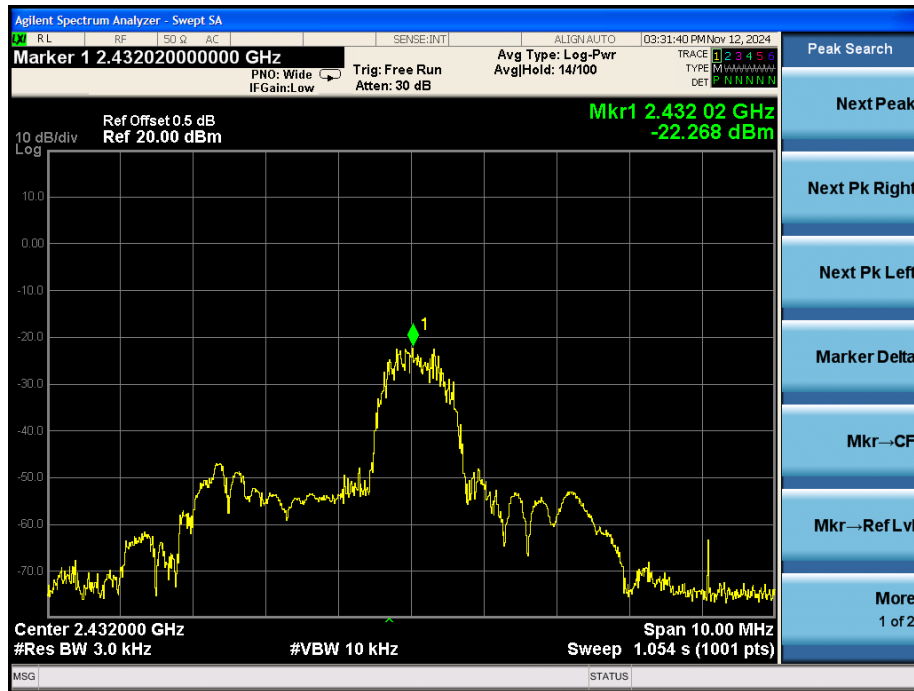 Agilent Spectrum Analyzer - Swept SA
LXI RL RF 50 Ω AC SENSE:INT ALIGN AUTO 03:31:40 PM Nov 12, 2024
Marker 1 2.432020000000 GHz
PNO: Wide
IFGain:Low
Trig: Free Run
Atten: 30 dB
Avg Type: Log-Pwr
Avg|Hold: 14/100
TRACE 1 2 3 4 5 6
TYPE M
DET P N N N N N
Peak Search
Mkr1 2.432 02 GHz
-22.268 dBm
Ref Offset 0.5 dB
10 dB/div Ref 20.00 dBm
Log
10.0
0.00
-10.0
-20.0
-30.0
-40.0
-50.0
-60.0
-70.0
1
Next Peak
Next Pk Right
Next Pk Left
Marker Delta
Mkr→CF
Mkr→Ref Lvl
More
1 of 2
Center 2.432000 GHz Span 10.00 MHz
#Res BW 3.0 kHz #VBW 10 kHz Sweep 1.054 s (1001 pts)
MSG STATUS